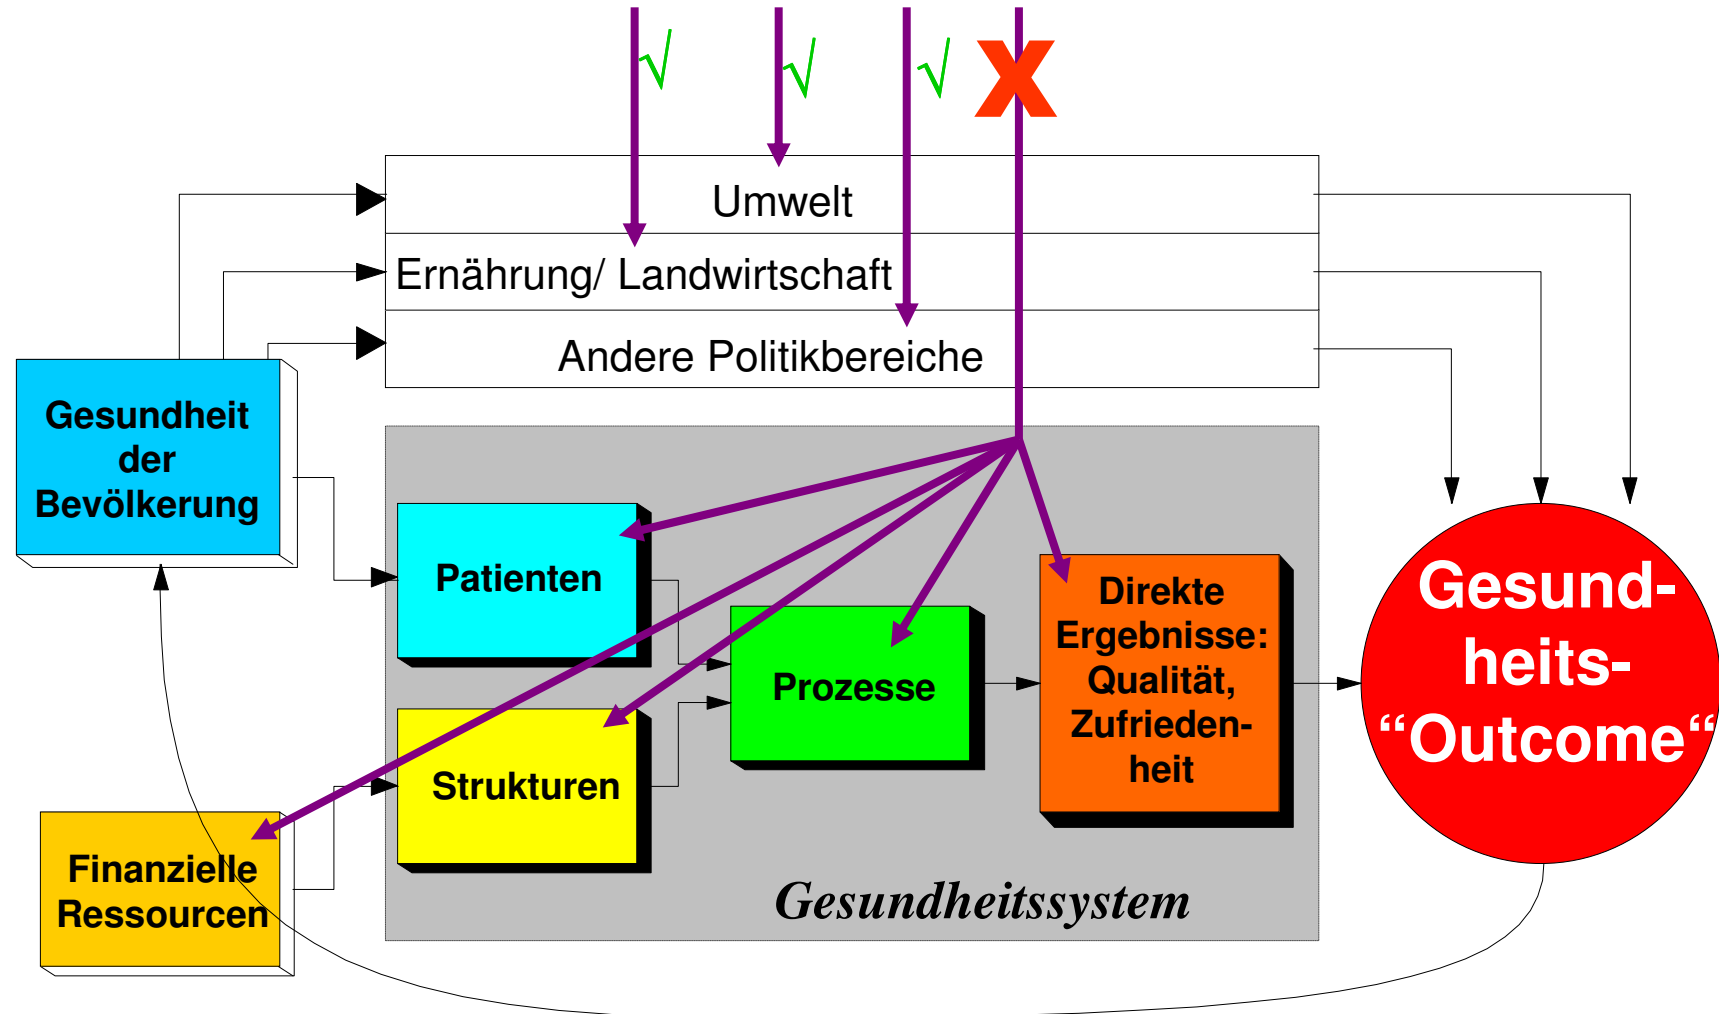 √ √ √ X
Umwelt
Ernährung/ Landwirtschaft
Andere Politikbereiche
Gesundheit
der
Bevölkerung
Patienten
Strukturen
Prozesse
Direkte
Ergebnisse:
Qualität,
Zufrieden-
heit
Gesund-
heits-
“Outcome“
Finanzielle
Ressourcen
Gesundheitssystem